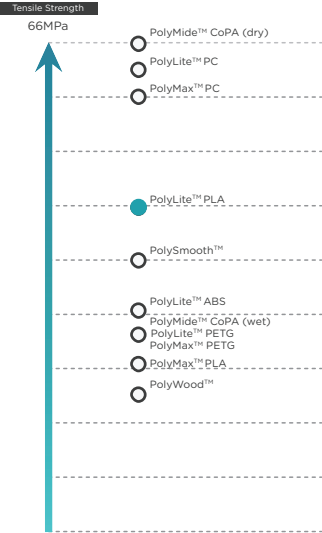 Tensile Strength
66MPa
PolyMide™ CoPA (dry)
PolyLite™ PC
PolyMax™ PC
PolyLite™ PLA
PolySmooth™
PolyLite™ ABS
PolyMide™ CoPA (wet)
PolyLite™ PETG
PolyMax™ PETG
PolyMax™ PLA
PolyWood™